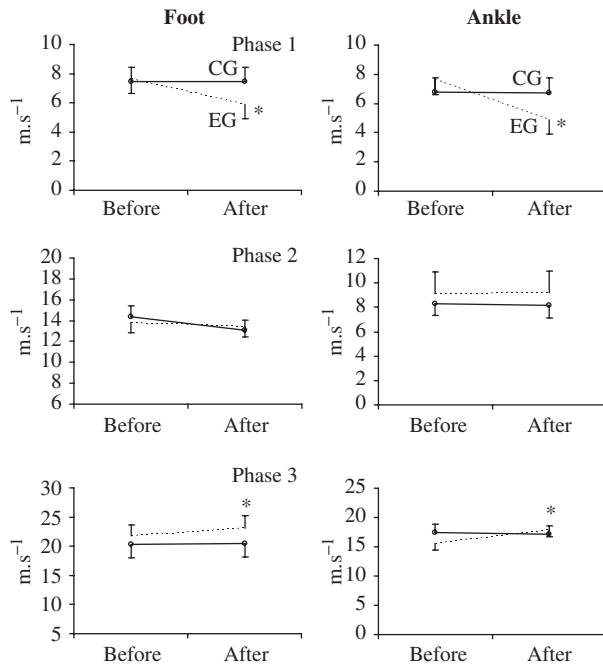 Foot
Ankle
Phase 1
10
8
6
4
2
0
m.s⁻¹
CG
EG
*
Before After
10
8
6
4
2
0
m.s⁻¹
CG
EG
*
Before After
Phase 2
20
18
16
14
12
10
8
6
m.s⁻¹
Before After
12
10
8
6
4
2
0
m.s⁻¹
Before After
Phase 3
30
25
20
15
10
5
m.s⁻¹
*
Before After
25
20
15
10
5
0
m.s⁻¹
*
Before After